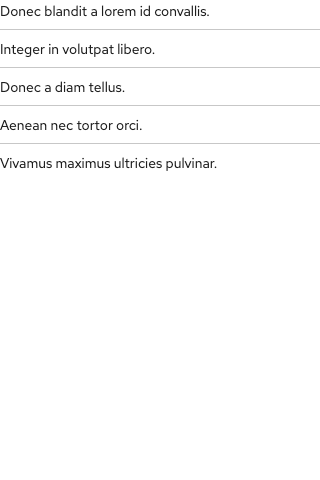 Donec blandit a lorem id convallis.
Integer in volutpat libero.
Donec a diam tellus.
Aenean nec tortor orci.
Vivamus maximus ultricies pulvinar.